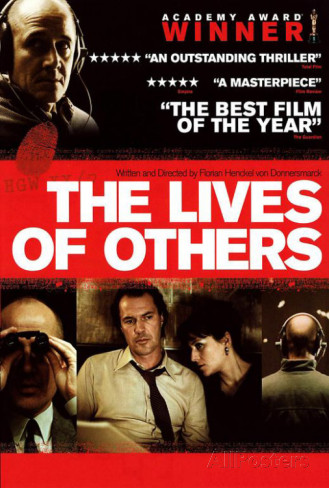 ACADEMY AWARD®
WINNER
★★★★★ "AN OUTSTANDING THRILLER"
Total Film
★★★★★ "A MASTERPIECE"
Empire
Film Review
"THE BEST FILM
OF THE YEAR"
The Guardian
Written and Directed by Florian Henckel von Donnersmarck
HGW
THE LIVES
OF OTHERS
Allposters